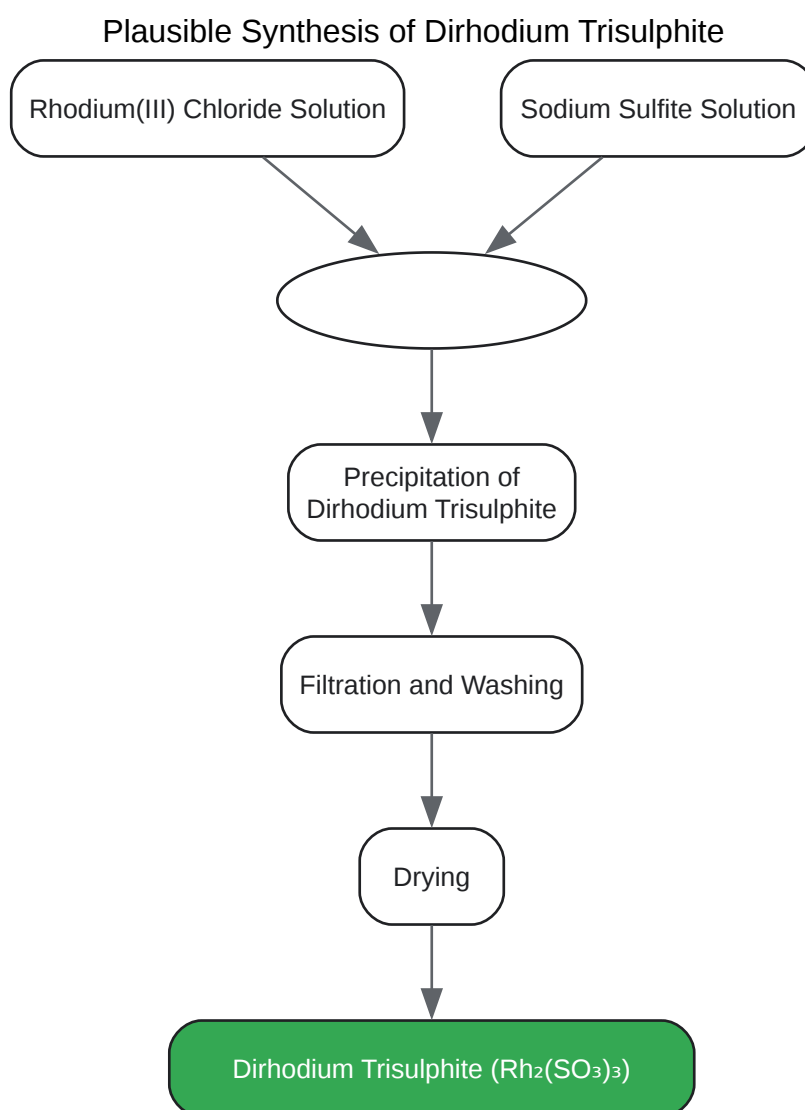 Plausible Synthesis of Dirhodium Trisulphite
Rhodium(III) Chloride Solution
Sodium Sulfite Solution
Precipitation of
Dirhodium Trisulphite
Filtration and Washing
Drying
Dirhodium Trisulphite (Rh₂(SO₃)₃)